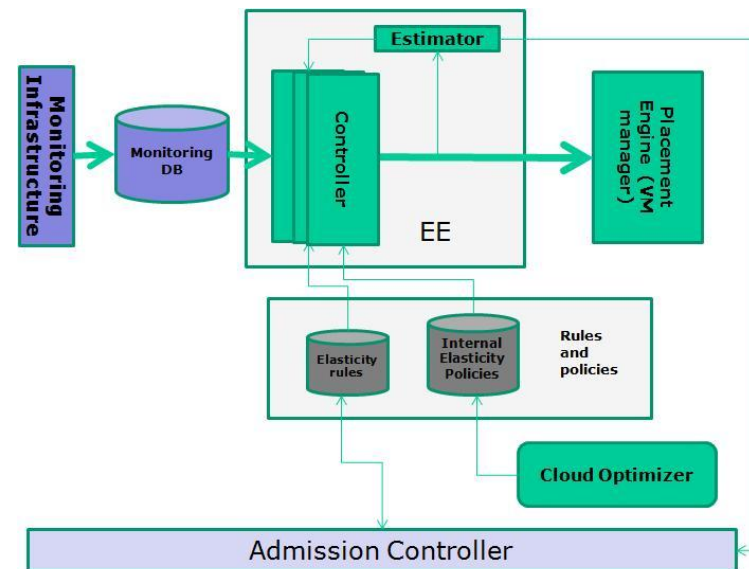 Estimator
Monitoring
Infrastructure
Monitoring
DB
Controller
Placement
Engine (VM
manager)
EE
Elasticity
rules
Internal
Elasticity
Policies
Rules
and
policies
Cloud Optimizer
Admission Controller